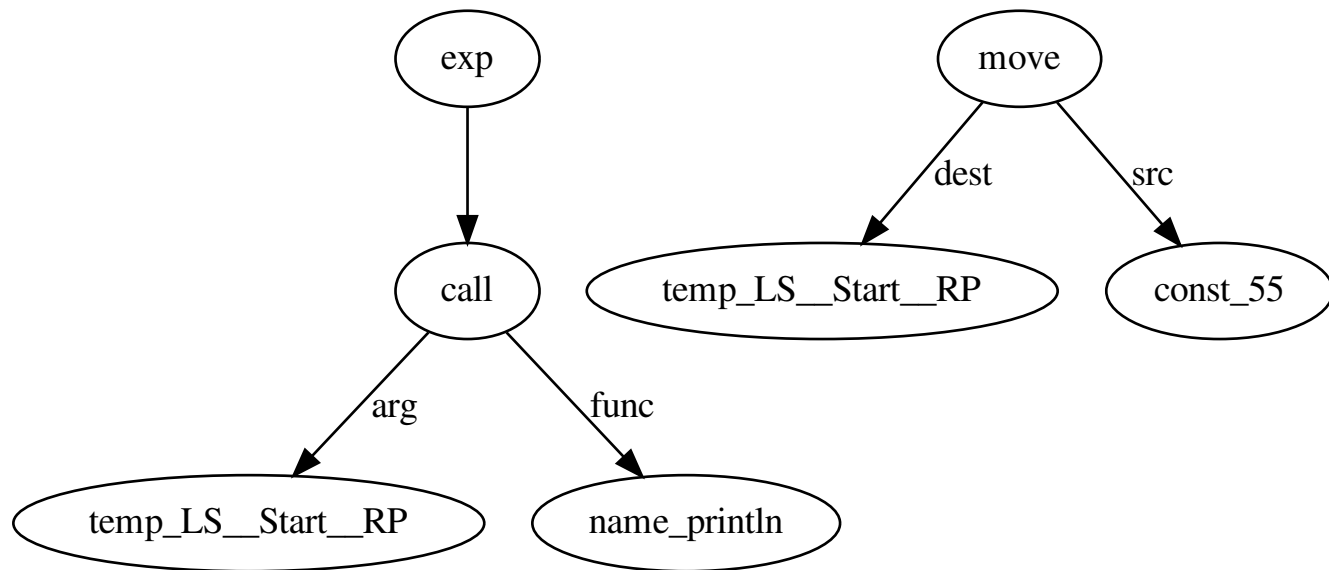 exp
move
dest
src
call
temp_LS__Start__RP
const_55
arg
func
temp_LS__Start__RP
name_println